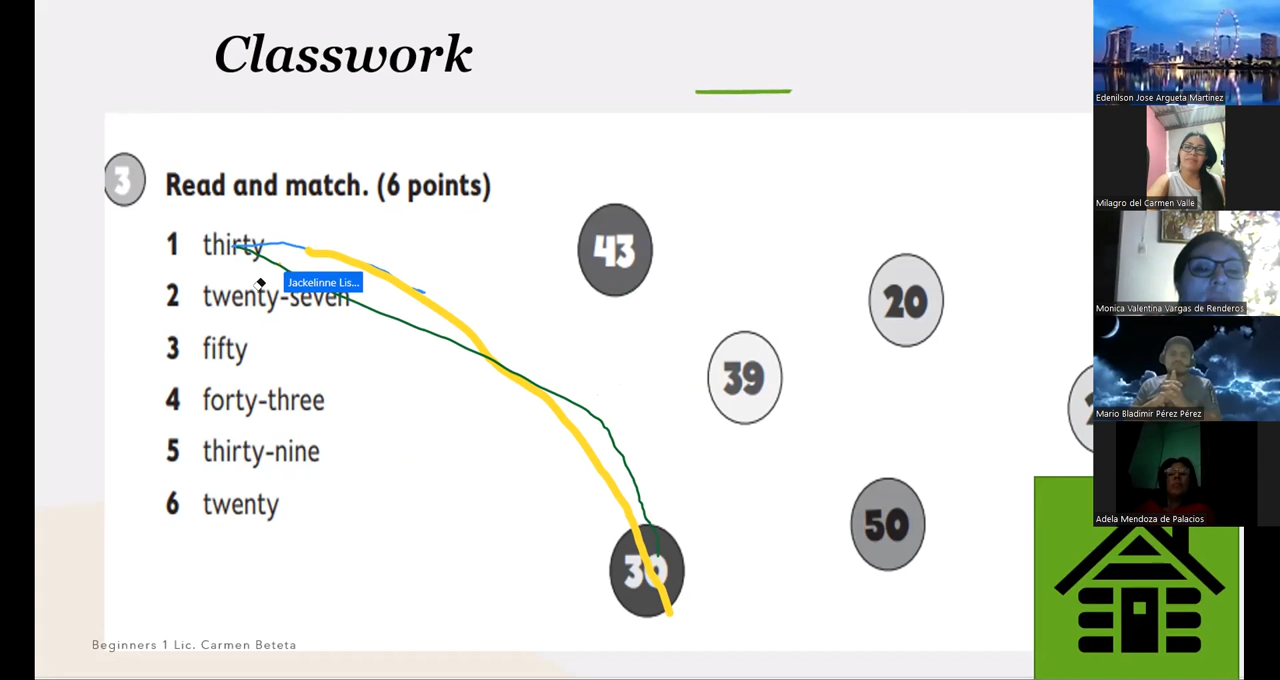 Classwork
3 Read and match. (6 points)
1 thirty
2 twenty-seven
3 fifty
4 forty-three
5 thirty-nine
6 twenty
Jackelinne Lis...
43
20
39
50
30
Beginners 1 Lic. Carmen Beteta
Edenilson Jose Argueta Martinez
Milagro del Carmen Valle
Monica Valentina Vargas de Renderos
Mario Bladimir Pérez Pérez
Adela Mendoza de Palacios